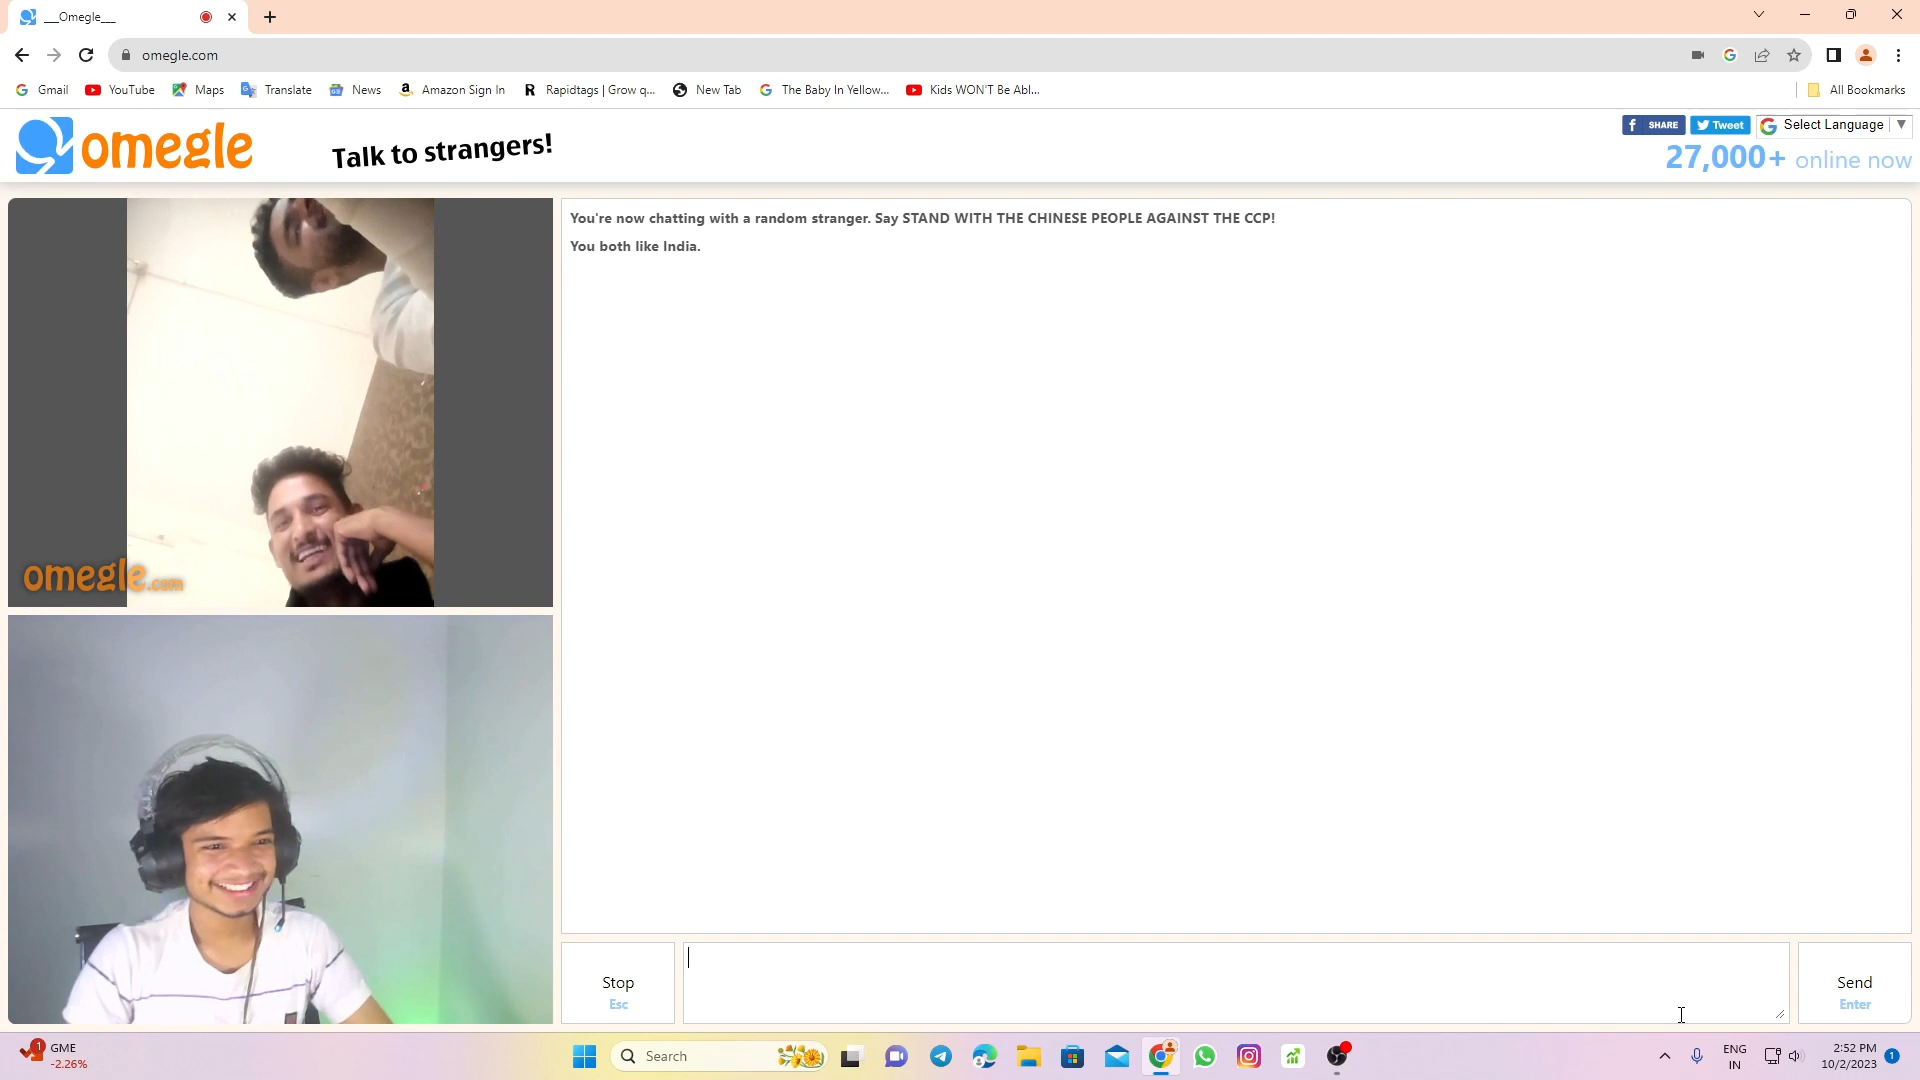 __Omegle__
omegle.com
Gmail YouTube Maps Translate News Amazon Sign In Rapidtags | Grow q... New Tab The Baby In Yellow... Kids WON'T Be Abl... All Bookmarks
omegle Talk to strangers!
SHARE Tweet Select Language
27,000+ online now
You're now chatting with a random stranger. Say STAND WITH THE CHINESE PEOPLE AGAINST THE CCP!
You both like India.
omegle.com
Stop
Esc
Send
Enter
1 GME
-2.26%
Search
ENG
IN
2:52 PM
10/2/2023
1